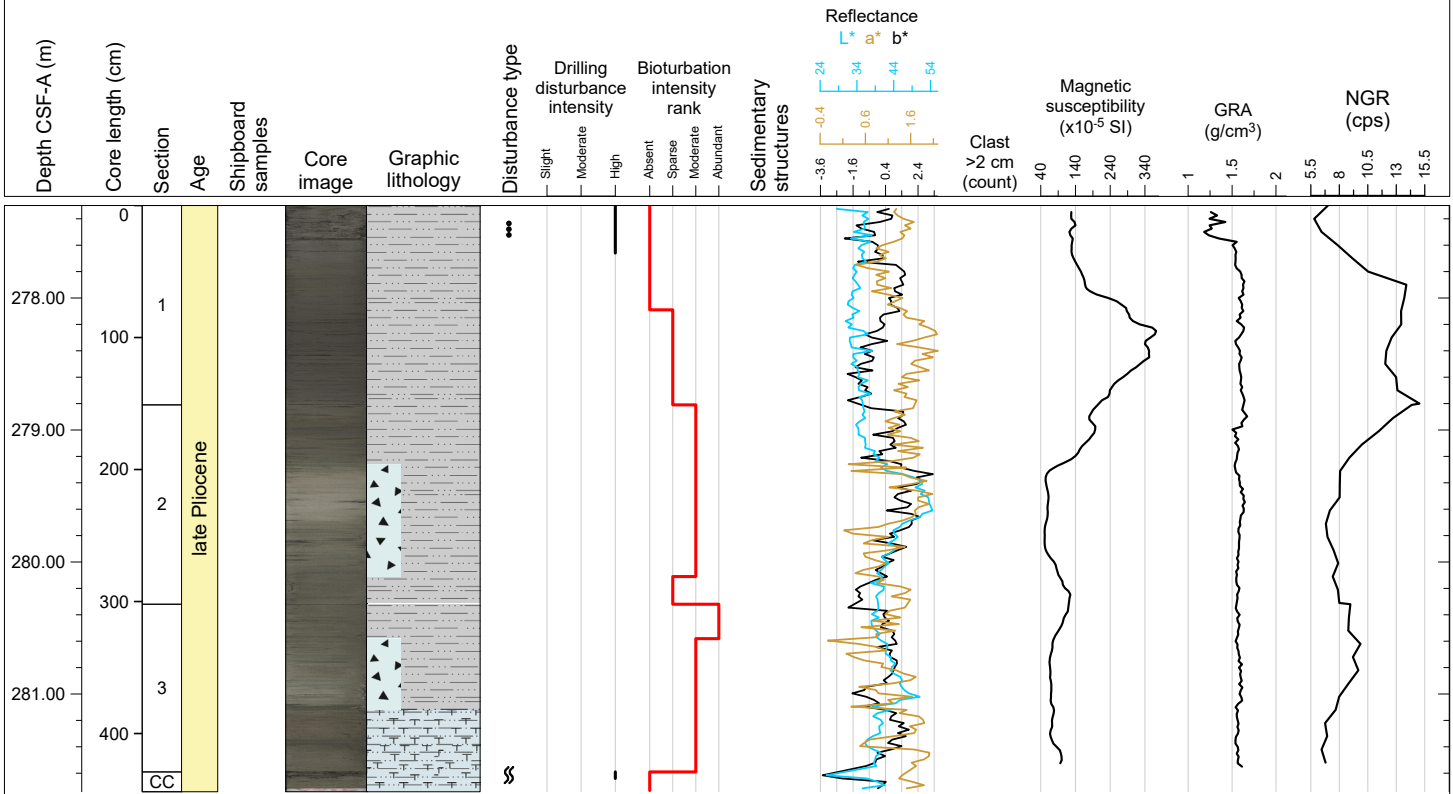 Depth CSF-A (m)
Core length (cm)
Section
Age
Shipboard
samples
Core
image
Graphic
lithology
Disturbance type
Drilling
disturbance
intensity
Slight
Moderate
High
Bioturbation
intensity
rank
Absent
Sparse
Moderate
Abundant
Sedimentary
structures
Reflectance
L* a* b*
24 34 44 54
-0.4 0.6 1.6
-3.6 -1.6 0.4 2.4
Clast
>2 cm
(count)
Magnetic
susceptibility
(x10-5 SI)
40 140 240 340
GRA
(g/cm3)
1 1.5 2
NGR
(cps)
5.5 8 10.5 13 15.5
0
278.00
1
100
279.00
200
2
late Pliocene
280.00
300
3
281.00
400
CC